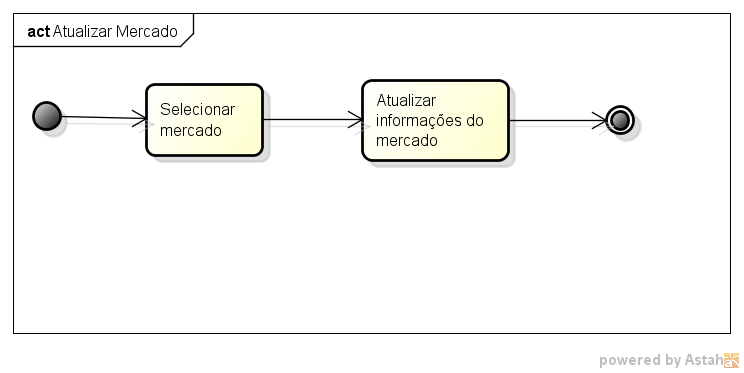 act Atualizar Mercado
Selecionar
mercado
Atualizar
informações do
mercado
powered by Astah